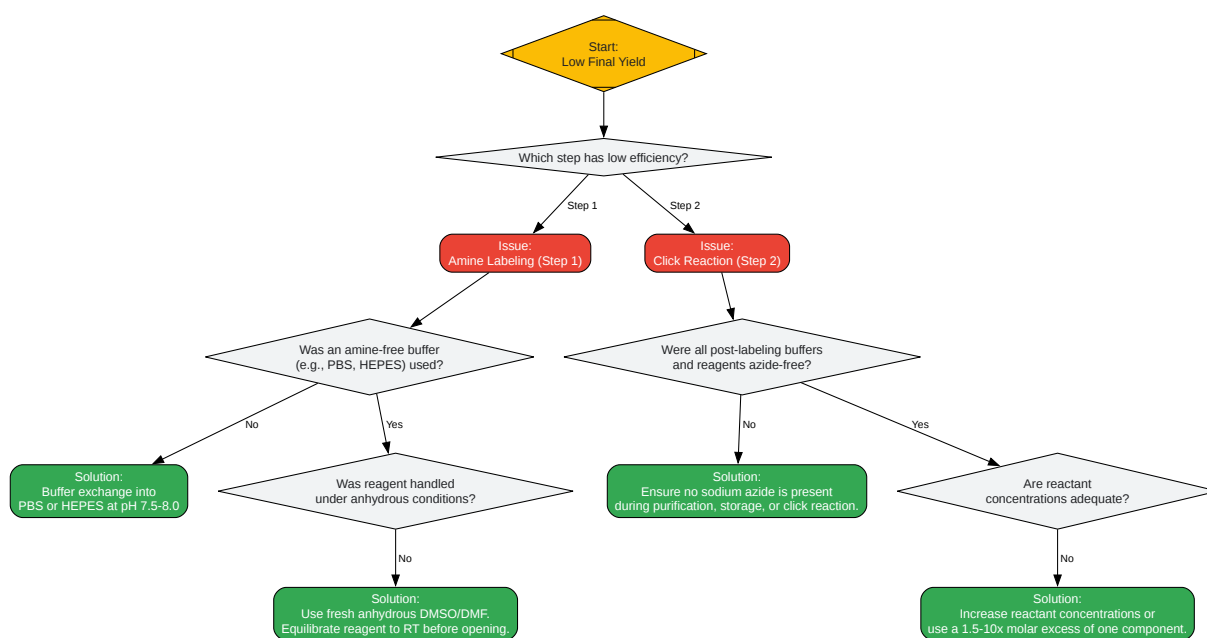 Start:
Low Final Yield
Which step has low efficiency?
Step 1
Step 2
Issue:
Amine Labeling (Step 1)
Issue:
Click Reaction (Step 2)
Was an amine-free buffer
(e.g., PBS, HEPES) used?
Were all post-labeling buffers
and reagents azide-free?
No
Yes
No
Yes
Solution:
Buffer exchange into
PBS or HEPES at pH 7.5-8.0
Was reagent handled
under anhydrous conditions?
Solution:
Ensure no sodium azide is present
during purification, storage, or click reaction.
Are reactant
concentrations adequate?
No
No
Solution:
Use fresh anhydrous DMSO/DMF.
Equilibrate reagent to RT before opening.
Solution:
Increase reactant concentrations or
use a 1.5-10x molar excess of one component.